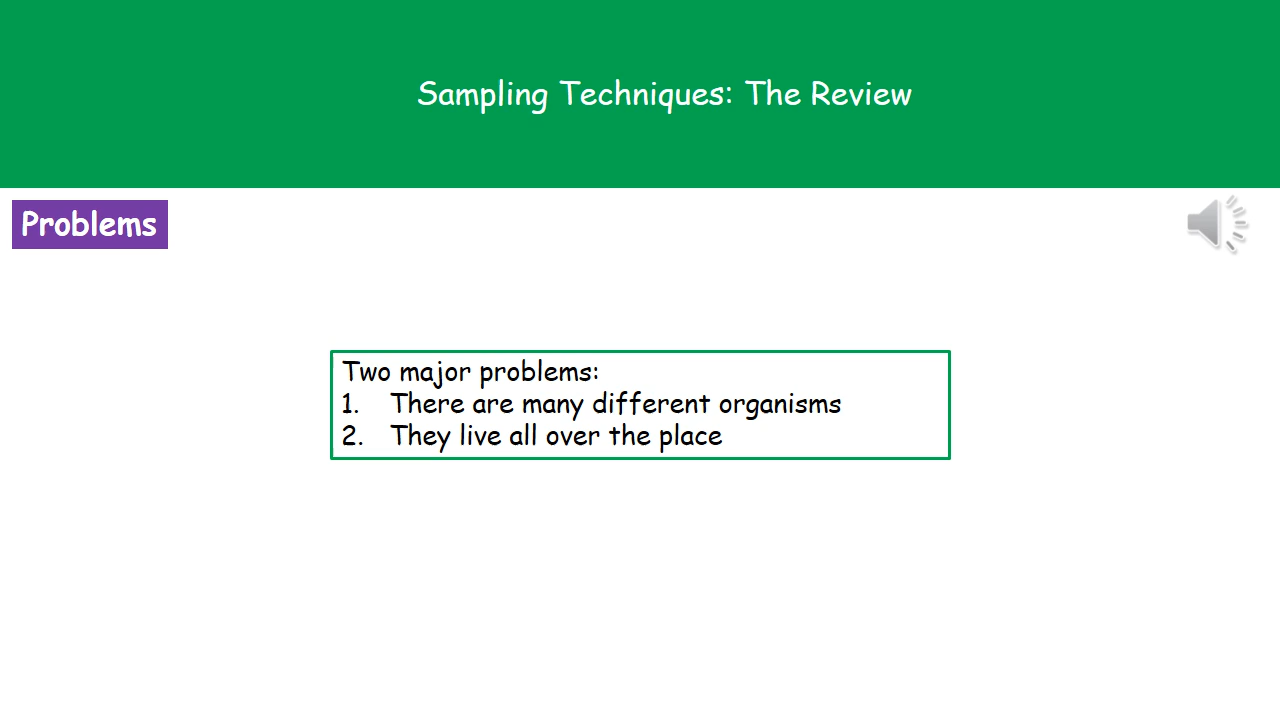 Sampling Techniques: The Review
Problems
Two major problems:
1. There are many different organisms
2. They live all over the place